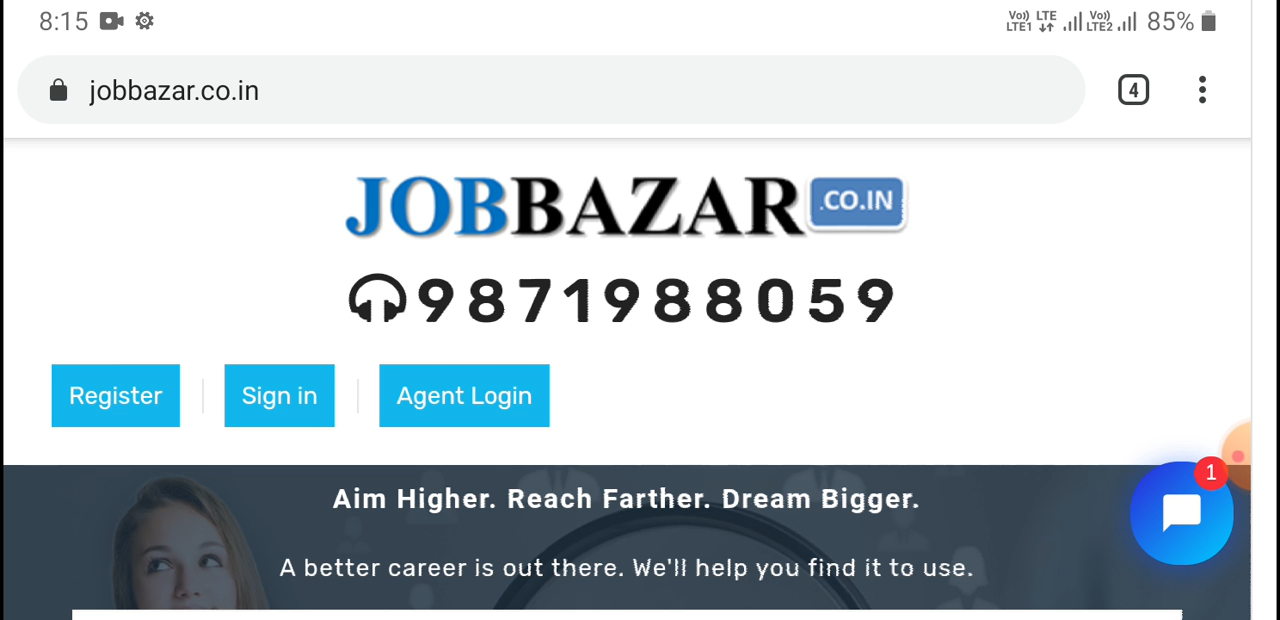 8:15 Vo)) LTE1 LTE Vo)) LTE2 85%
jobbazar.co.in 4
JOBBAZAR .CO.IN
9871988059
Register Sign in Agent Login
1
Aim Higher. Reach Farther. Dream Bigger.
A better career is out there. We'll help you find it to use.